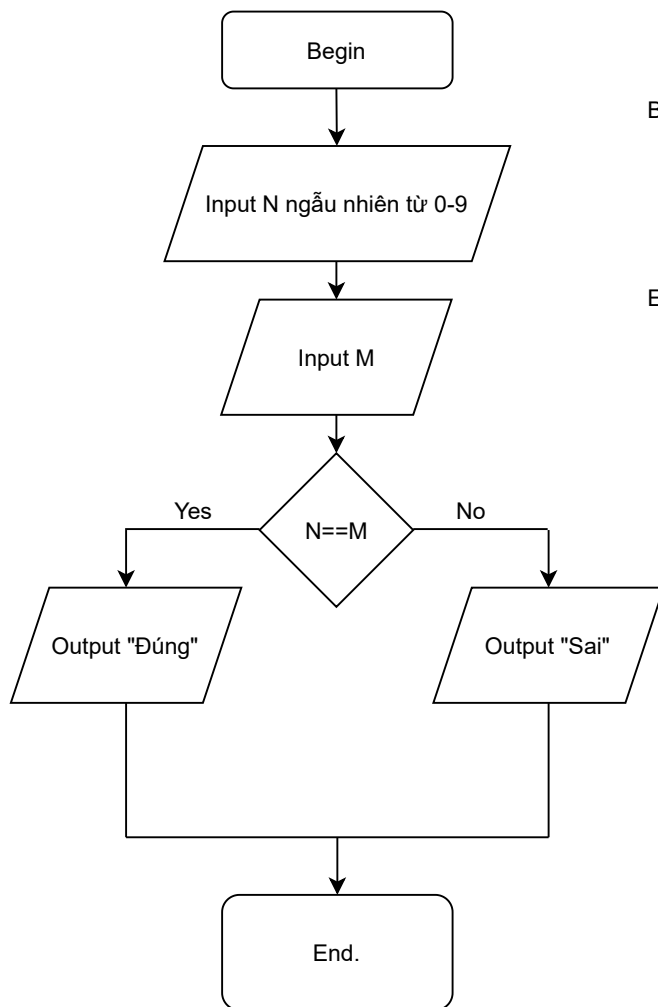 Begin
Input N ngẫu nhiên từ 0-9
Input M
N==M
Yes
No
Output "Đúng"
Output "Sai"
End.